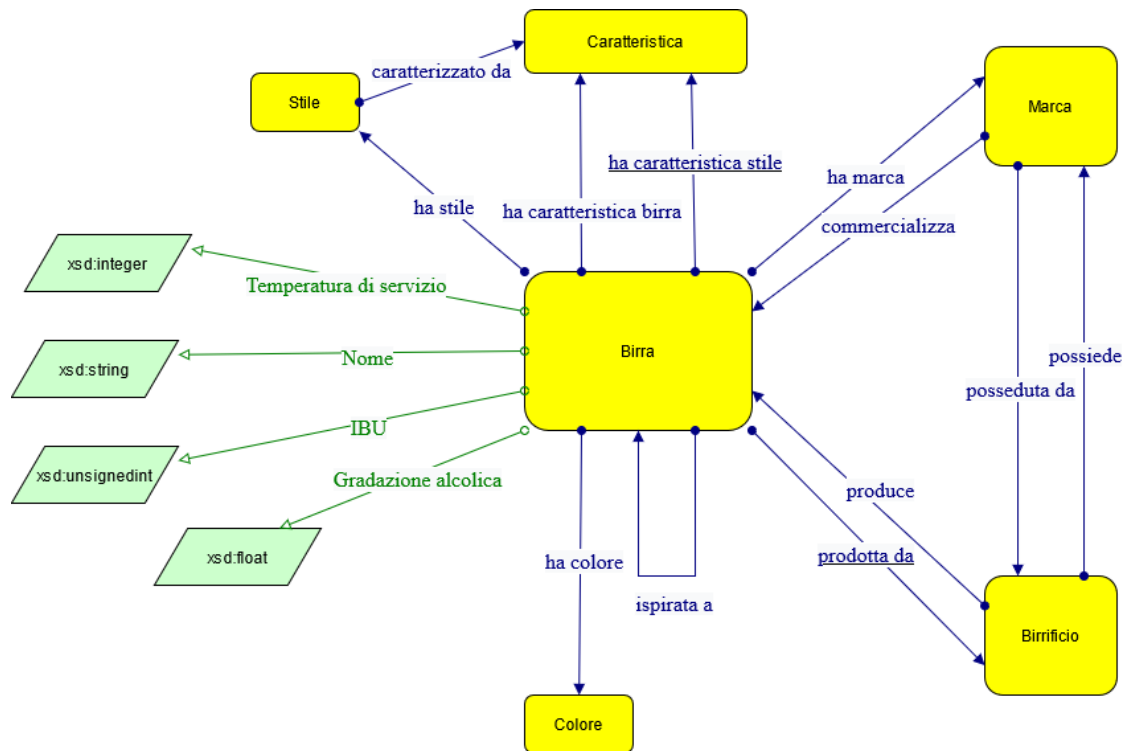 Caratteristica
caratterizzato da
Stile
Marca
ha caratteristica stile
ha marca
ha stile
ha caratteristica birra
commercializza
xsd:integer
Temperatura di servizio
Birra
xsd:string
Nome
possiede
posseduta da
IBU
xsd:unsignedint
Gradazione alcolica
produce
xsd:float
ha colore
prodotta da
ispirata a
Birrificio
Colore